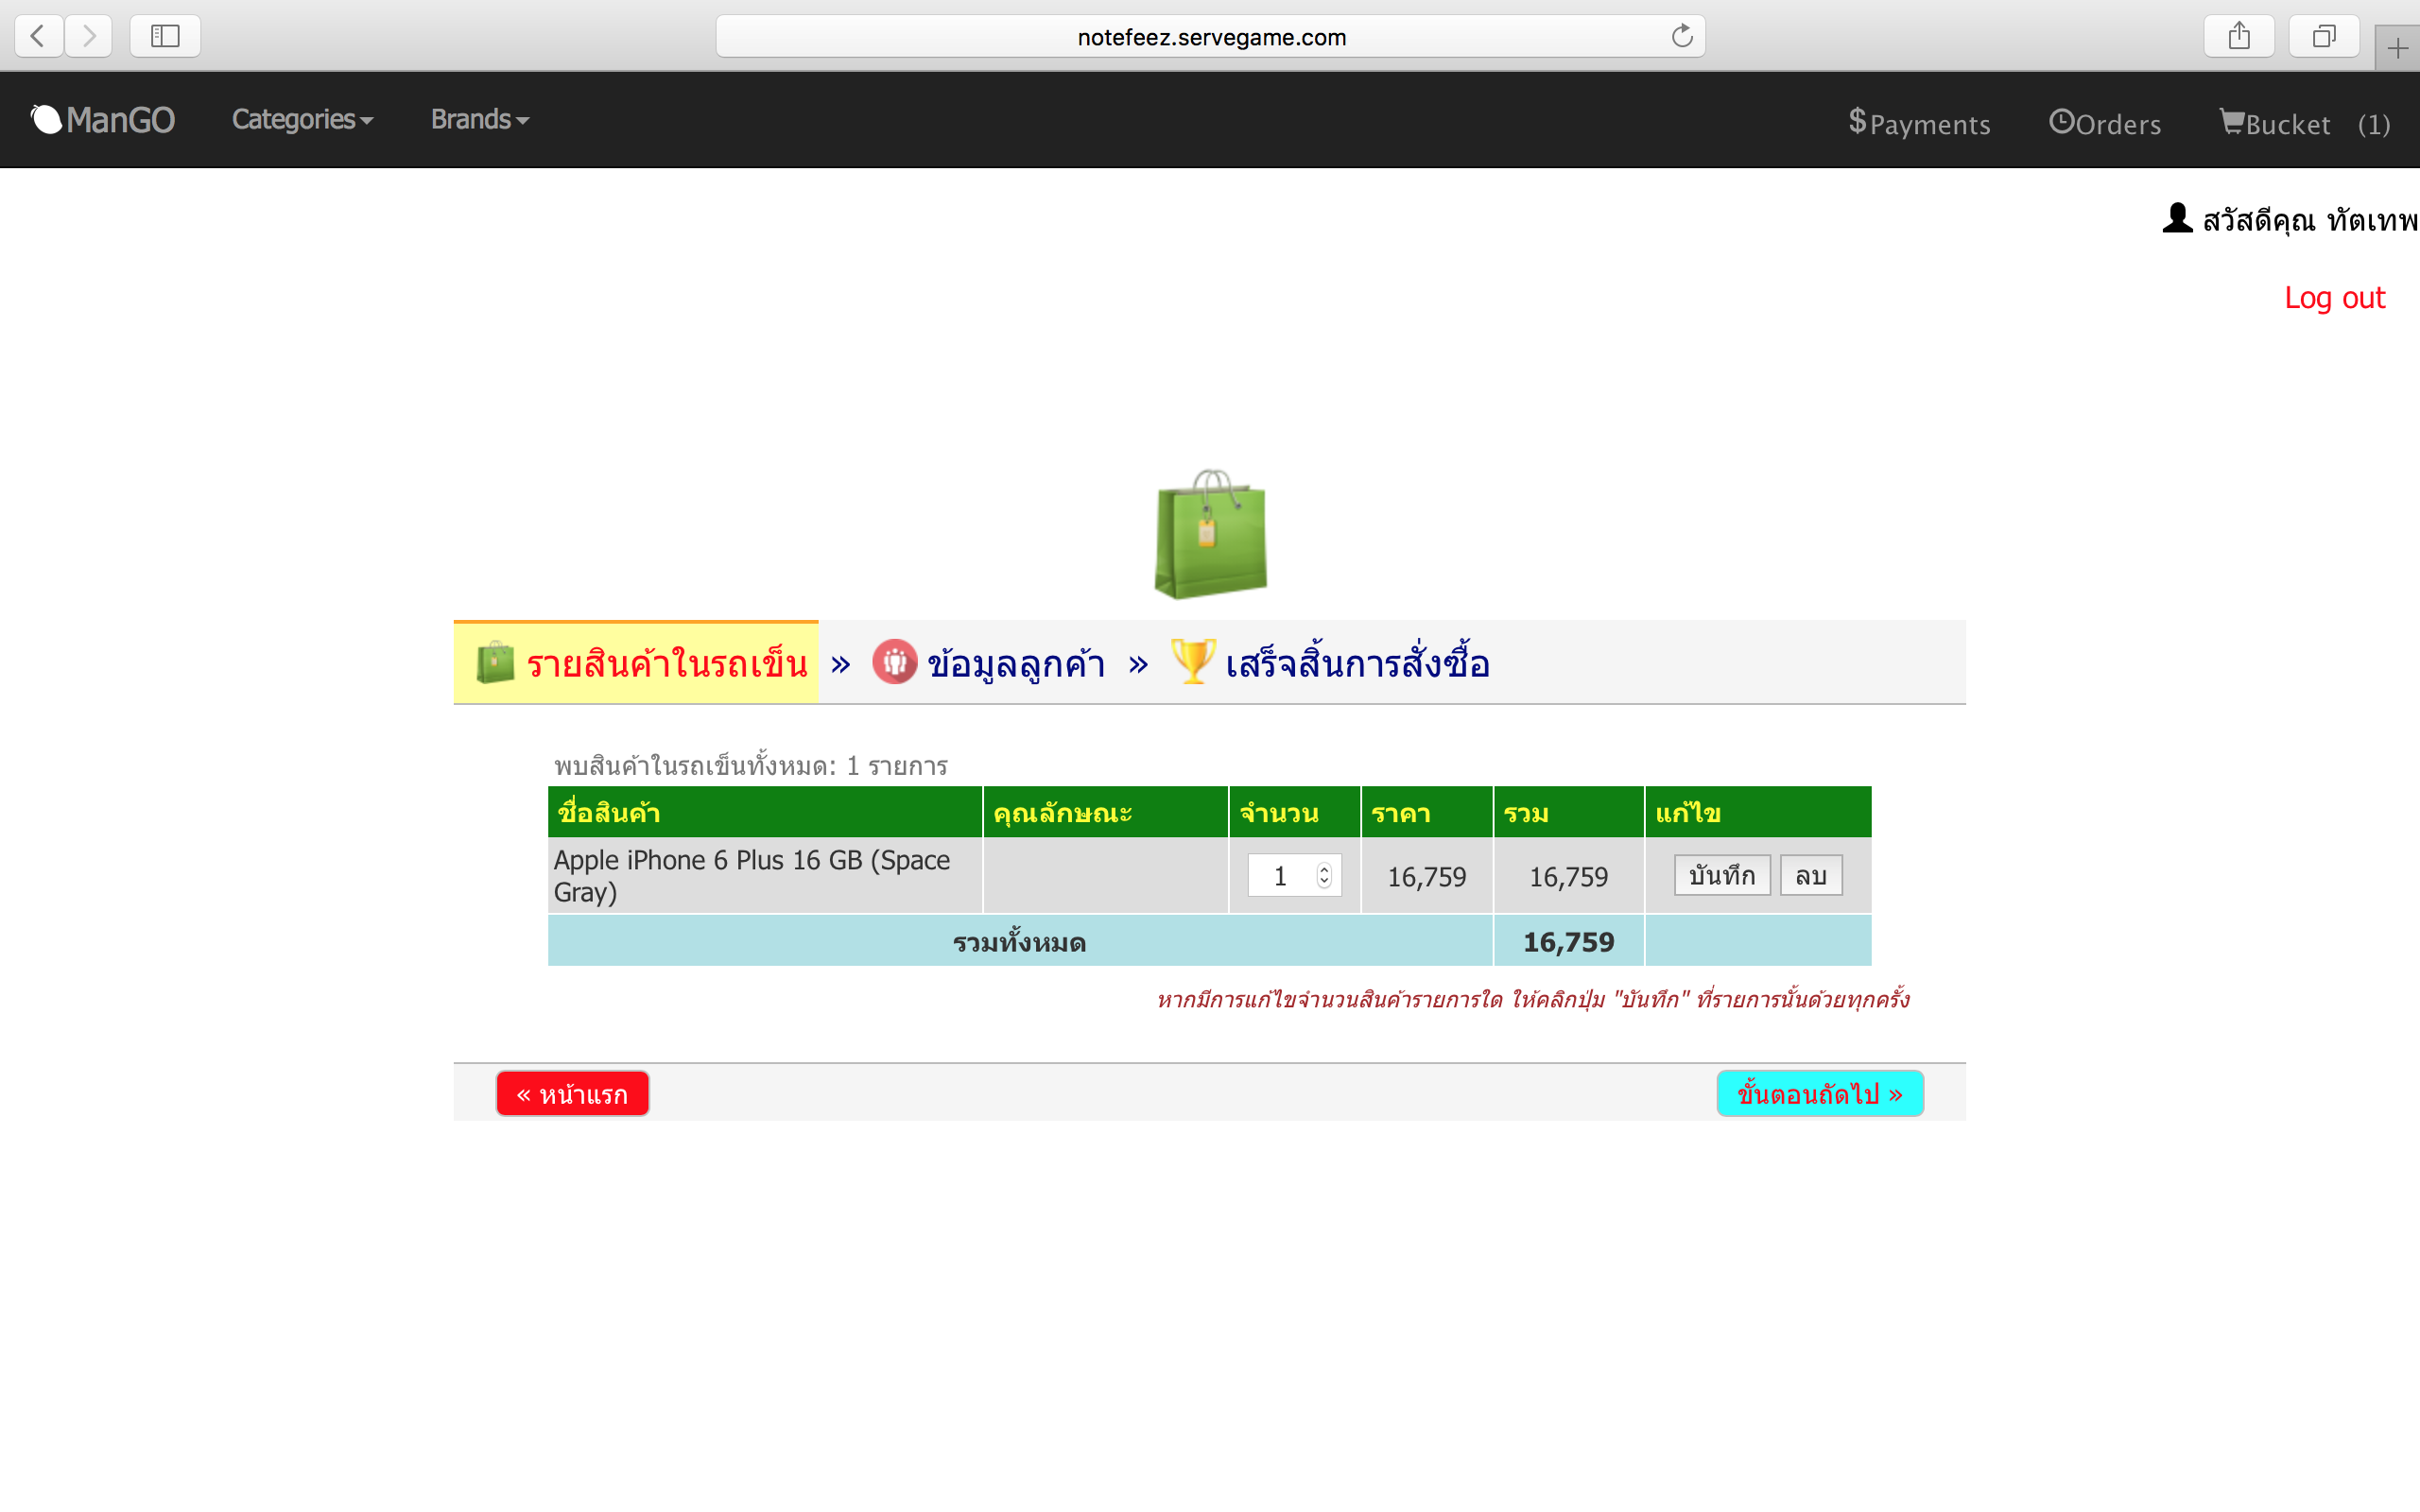 notefeez.servegame.com
ManGO Categories Brands $Payments Orders Bucket (1)
สวัสดีคุณ ทัตเทพ
Log out
รายสินค้าในรถเข็น » ข้อมูลลูกค้า » เสร็จสิ้นการสั่งซื้อ
พบสินค้าในรถเข็นทั้งหมด: 1 รายการ
ชื่อสินค้า คุณลักษณะ จำนวน ราคา รวม แก้ไข
Apple iPhone 6 Plus 16 GB (Space
Gray) 1 16,759 16,759 บันทึก ลบ
รวมทั้งหมด 16,759
หากมีการแก้ไขจำนวนสินค้ารายการใด ให้คลิกปุ่ม "บันทึก" ที่รายการนั้นด้วยทุกครั้ง
« หน้าแรก ขั้นตอนถัดไป »